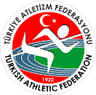 TÜRKİYE ATLETİZM FEDERASYONU
1922
TURKISH ATHLETIC FEDERATION